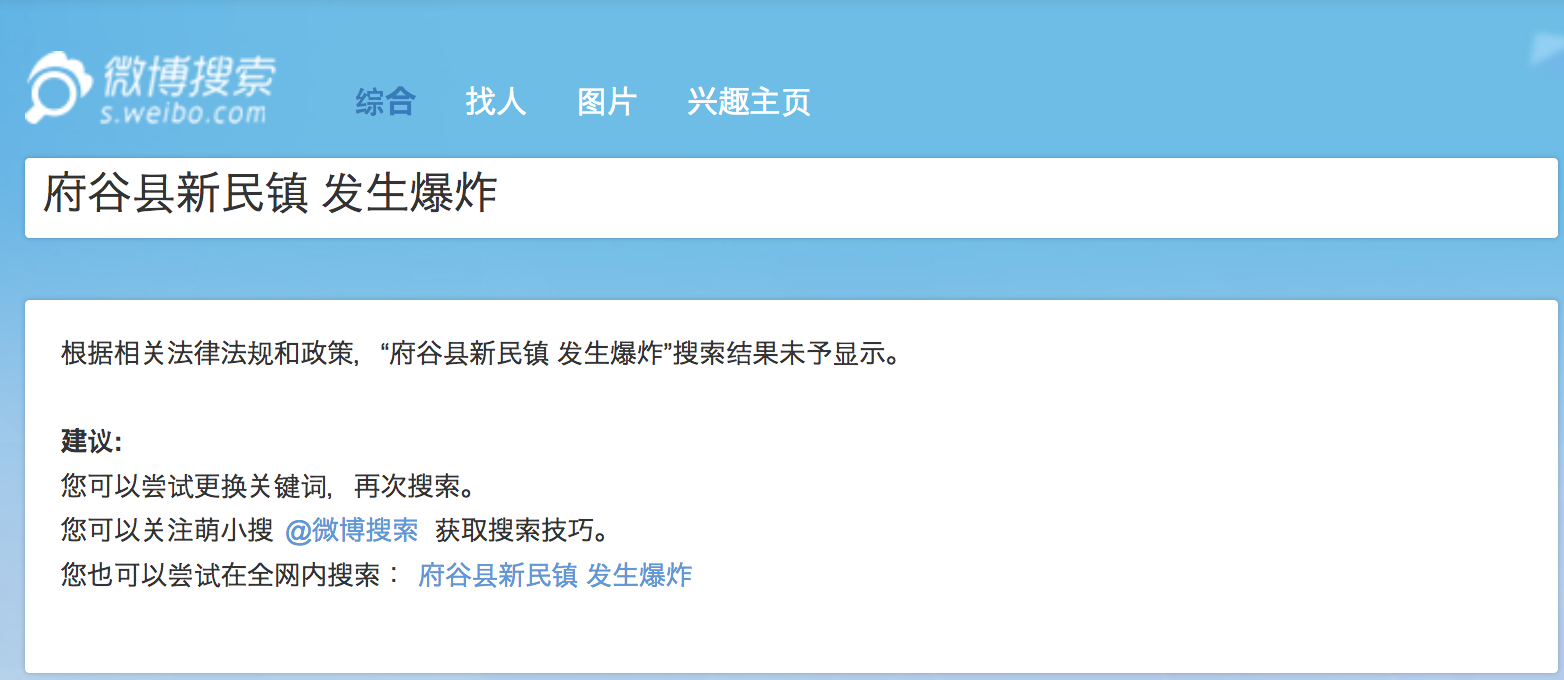 微博搜索
s.weibo.com
综合 找人 图片 兴趣主页
府谷县新民镇 发生爆炸
根据相关法律法规和政策,“府谷县新民镇 发生爆炸”搜索结果未予显示。
建议:
您可以尝试更换关键词,再次搜索。
您可以关注萌小搜 @微博搜索 获取搜索技巧。
您也可以尝试在全网内搜索： 府谷县新民镇 发生爆炸